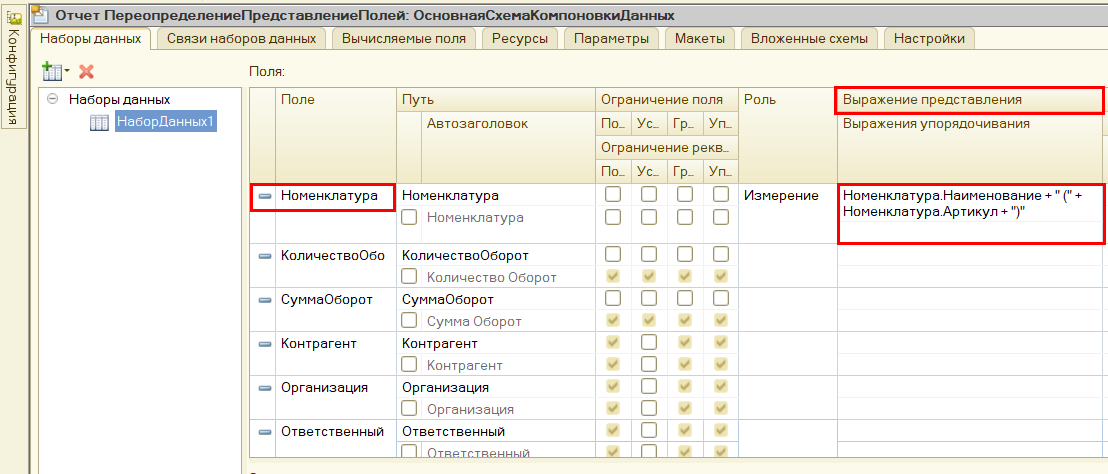 Конфигурация
Отчет ПереопределениеПредставлениеПолей: ОсновнаяСхемаКомпоновкиДанных
Наборы данных Связи наборов данных Вычисляемые поля Ресурсы Параметры Макеты Вложенные схемы Настройки
Поля:
Наборы данных
НаборДанных1
Поле Путь Ограничение поля Роль Выражение представления
Автозаголовок По... Ус... Гр... Уп... Выражения упорядочивания
Ограничение рекв...
По... Ус... Гр... Уп...
Номенклатура Номенклатура Измерение Номенклатура.Наименование + " (" +
Номенклатура Номенклатура.Артикул + ")"
КоличествоОбо КоличествоОборот
Количество Оборот
СуммаОборот СуммаОборот
Сумма Оборот
Контрагент Контрагент
Контрагент
Организация Организация
Организация
Ответственный Ответственный
Ответственный